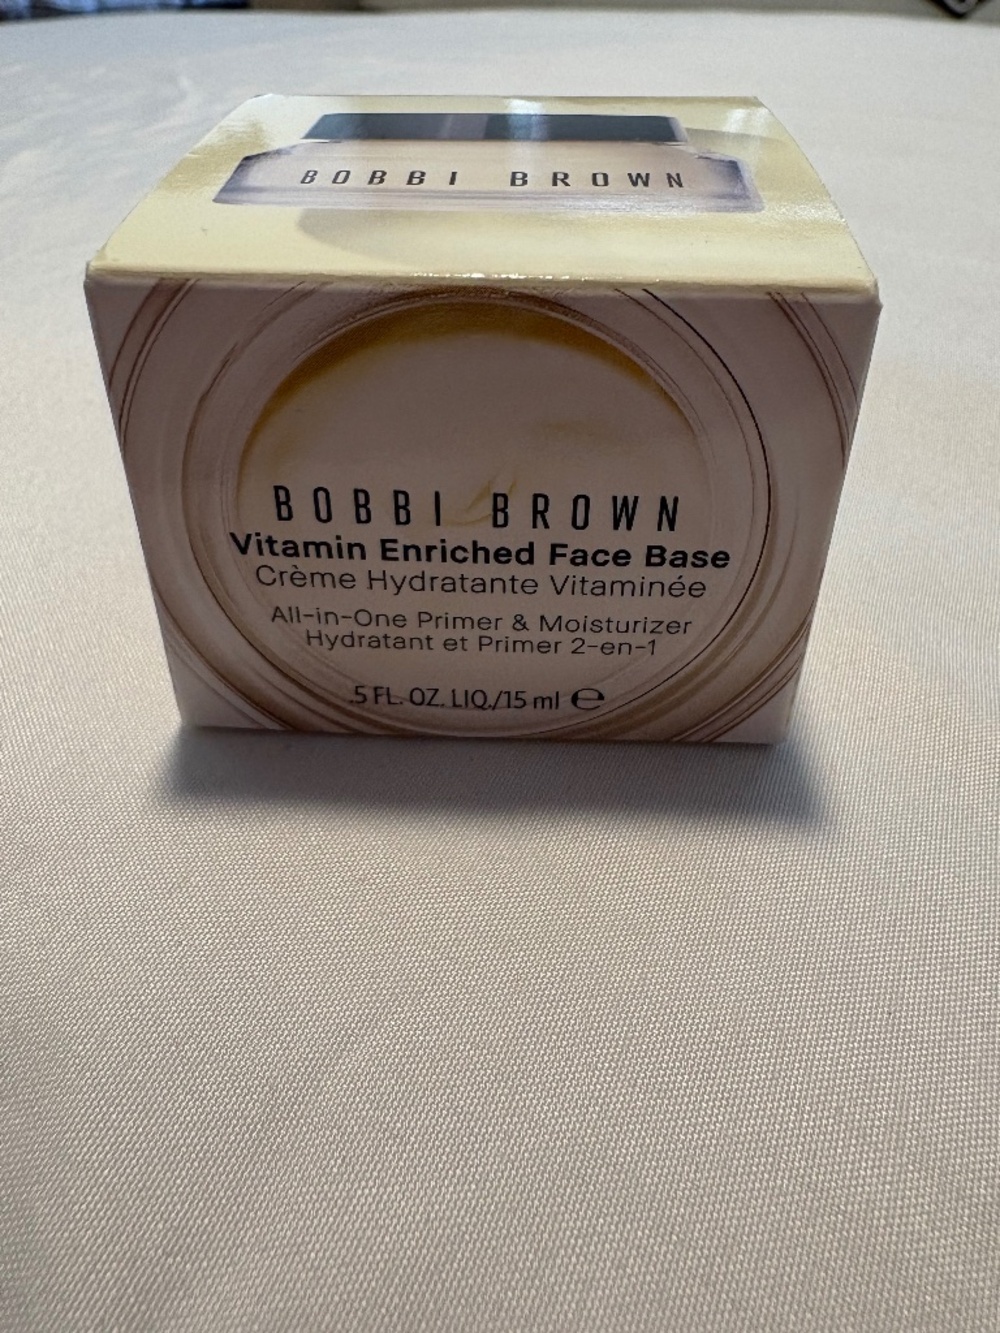 BOBBI BROWN
BOBBI BROWN
Vitamin Enriched Face Base
Crème Hydratante Vitaminée
All-in-One Primer & Moisturizer
Hydratant et Primer 2-en-1
.5 FL. OZ. LIQ./15 ml ℮